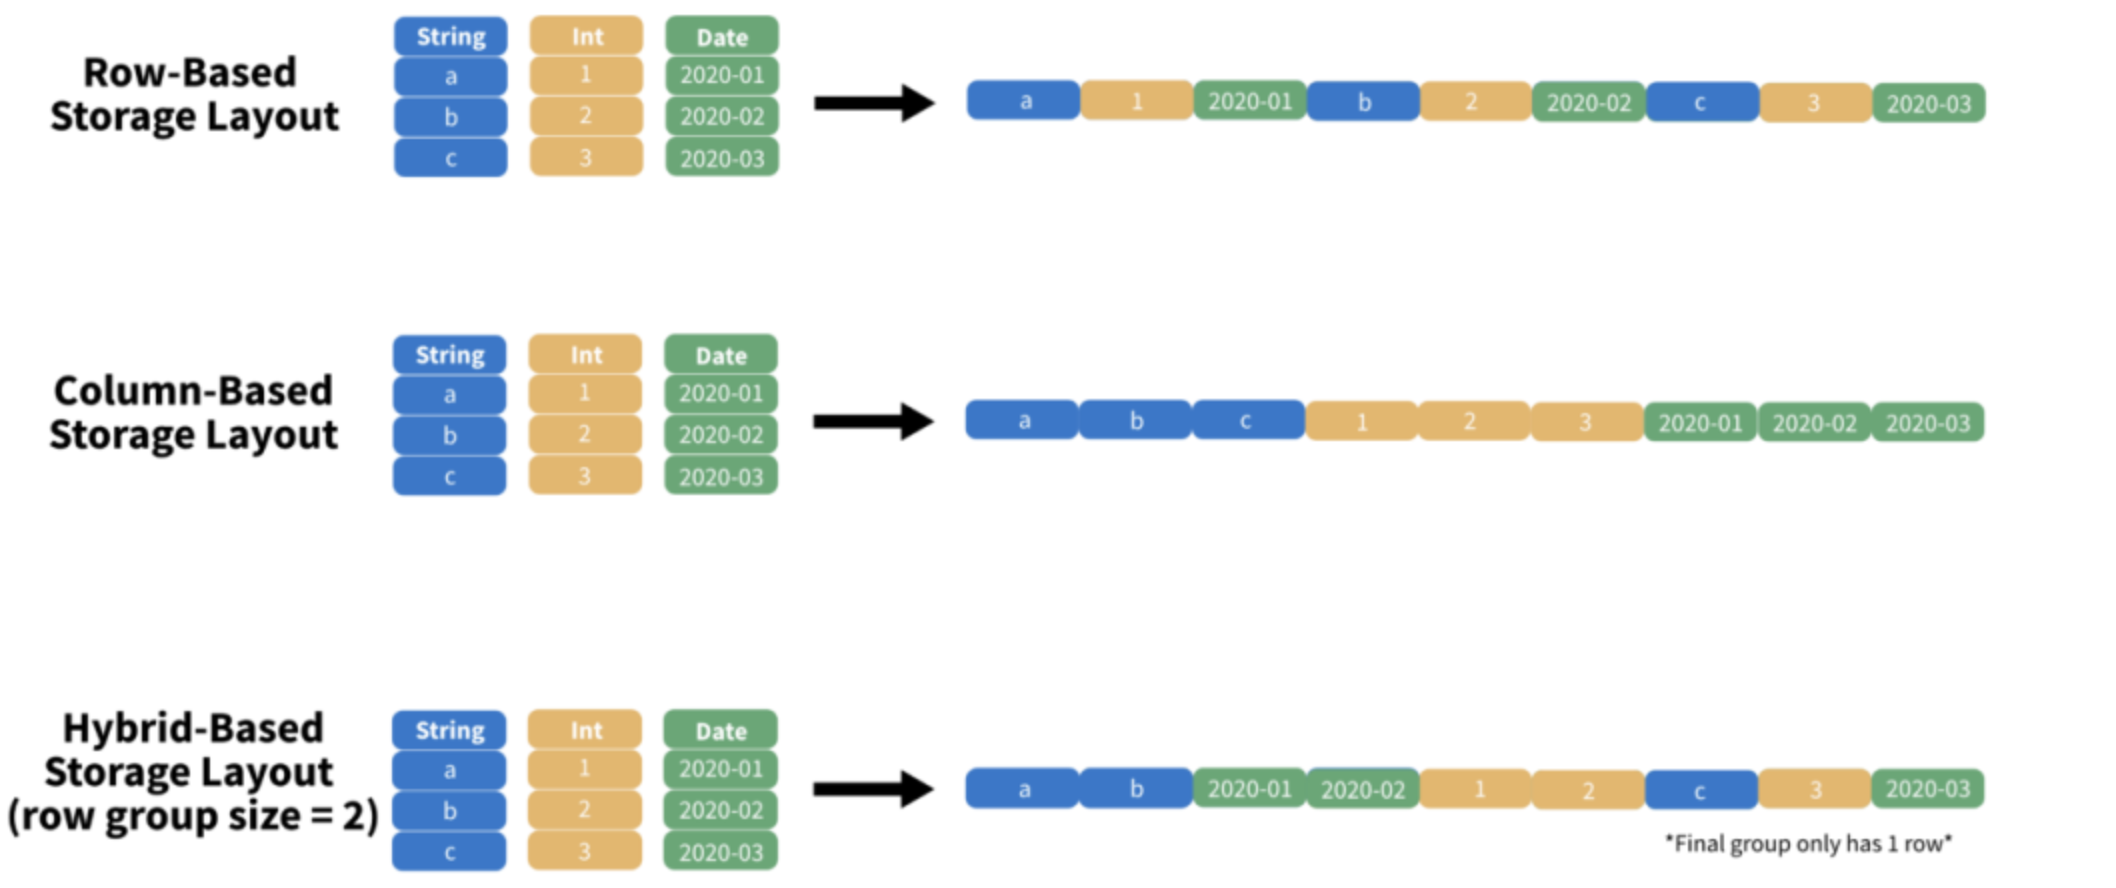 Row-Based
Storage Layout
String Int Date
a 1 2020-01
b 2 2020-02
c 3 2020-03
a 1 2020-01 b 2 2020-02 c 3 2020-03
Column-Based
Storage Layout
String Int Date
a 1 2020-01
b 2 2020-02
c 3 2020-03
a b c 1 2 3 2020-01 2020-02 2020-03
Hybrid-Based
Storage Layout
(row group size = 2)
String Int Date
a 1 2020-01
b 2 2020-02
c 3 2020-03
a b 2020-01 2020-02 1 2 c 3 2020-03
*Final group only has 1 row*